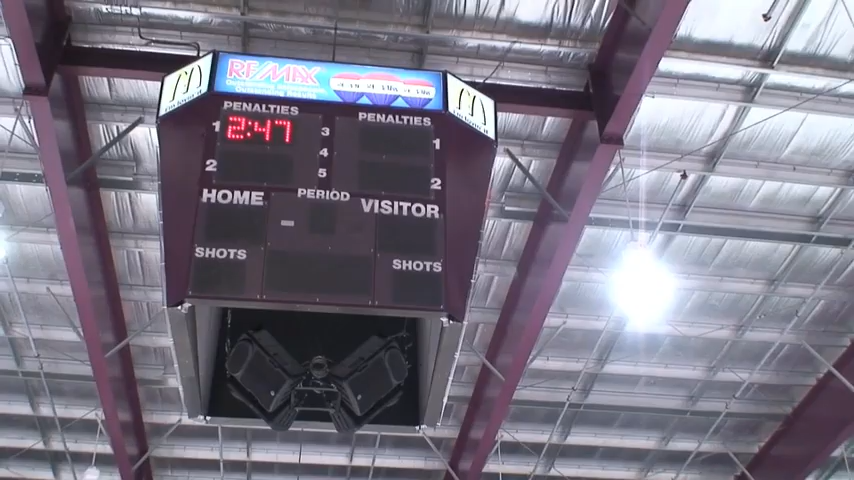 RE/MAX
PENALTIES
PENALTIES
1 2:47 3
1
4
2 5 2
HOME PERIOD VISITOR
SHOTS
SHOTS